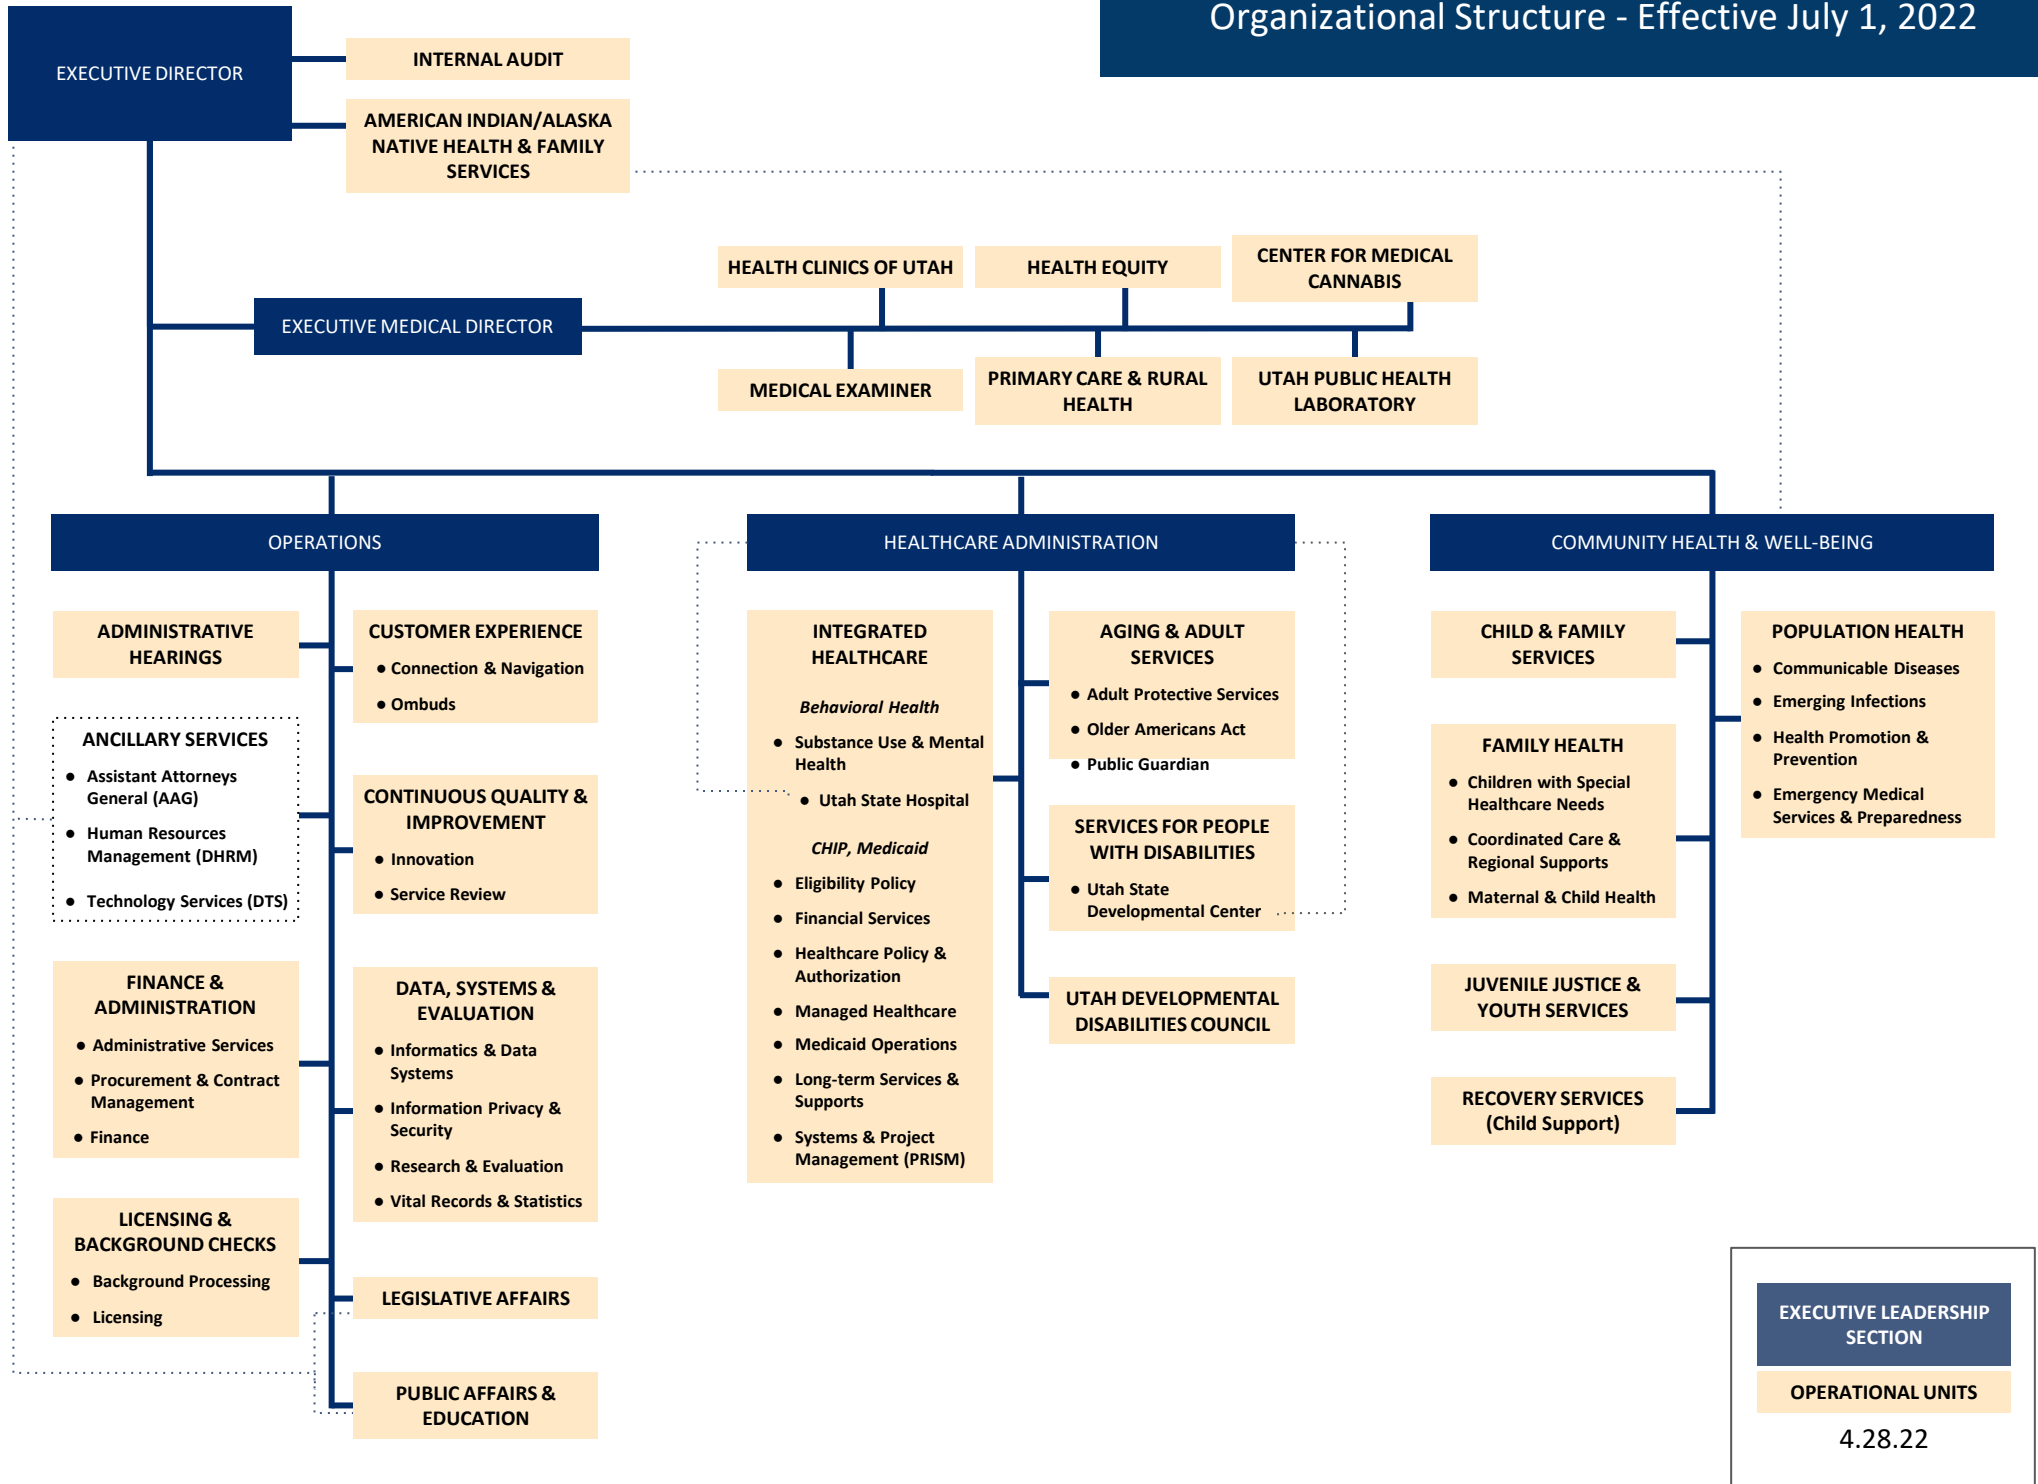 Organizational Structure - Effective July 1, 2022
EXECUTIVE DIRECTOR
INTERNAL AUDIT
AMERICAN INDIAN/ALASKA
NATIVE HEALTH & FAMILY
SERVICES
HEALTH CLINICS OF UTAH
HEALTH EQUITY
CENTER FOR MEDICAL
CANNABIS
EXECUTIVE MEDICAL DIRECTOR
MEDICAL EXAMINER
PRIMARY CARE & RURAL
HEALTH
UTAH PUBLIC HEALTH
LABORATORY
OPERATIONS
ADMINISTRATIVE
HEARINGS
ANCILLARY SERVICES
● Assistant Attorneys
General (AAG)
● Human Resources
Management (DHRM)
● Technology Services (DTS)
FINANCE &
ADMINISTRATION
● Administrative Services
● Procurement & Contract
Management
● Finance
LICENSING &
BACKGROUND CHECKS
● Background Processing
● Licensing
CUSTOMER EXPERIENCE
● Connection & Navigation
● Ombuds
CONTINUOUS QUALITY &
IMPROVEMENT
● Innovation
● Service Review
DATA, SYSTEMS &
EVALUATION
● Informatics & Data
Systems
● Information Privacy &
Security
● Research & Evaluation
● Vital Records & Statistics
LEGISLATIVE AFFAIRS
PUBLIC AFFAIRS &
EDUCATION
HEALTHCARE ADMINISTRATION
INTEGRATED
HEALTHCARE
Behavioral Health
● Substance Use & Mental
Health
● Utah State Hospital
CHIP, Medicaid
● Eligibility Policy
● Financial Services
● Healthcare Policy &
Authorization
● Managed Healthcare
● Medicaid Operations
● Long-term Services &
Supports
● Systems & Project
Management (PRISM)
AGING & ADULT
SERVICES
● Adult Protective Services
● Older Americans Act
● Public Guardian
SERVICES FOR PEOPLE
WITH DISABILITIES
● Utah State
Developmental Center
UTAH DEVELOPMENTAL
DISABILITIES COUNCIL
COMMUNITY HEALTH & WELL-BEING
CHILD & FAMILY
SERVICES
FAMILY HEALTH
● Children with Special
Healthcare Needs
● Coordinated Care &
Regional Supports
● Maternal & Child Health
JUVENILE JUSTICE &
YOUTH SERVICES
RECOVERY SERVICES
(Child Support)
POPULATION HEALTH
● Communicable Diseases
● Emerging Infections
● Health Promotion &
Prevention
● Emergency Medical
Services & Preparedness
EXECUTIVE LEADERSHIP
SECTION
OPERATIONAL UNITS
4.28.22